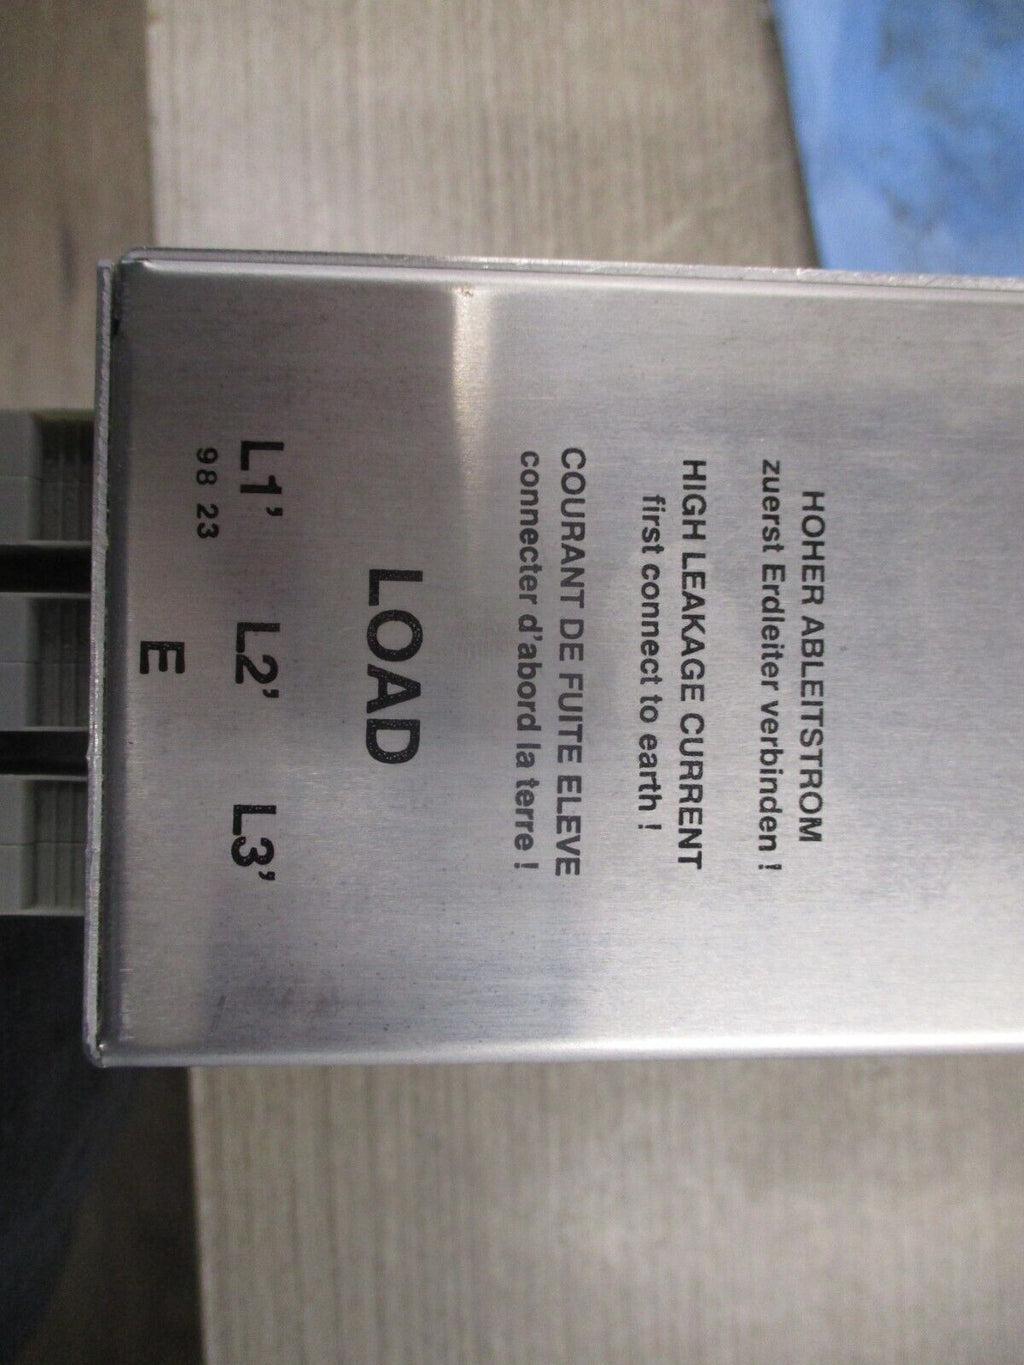 HOHER ABLEITSTROM
zuerst Erdleiter verbinden !
HIGH LEAKAGE CURRENT
first connect to earth !
COURANT DE FUITE ELEVE
connecter d'abord la terre !
LOAD
L1' L2' L3'
98 23
E